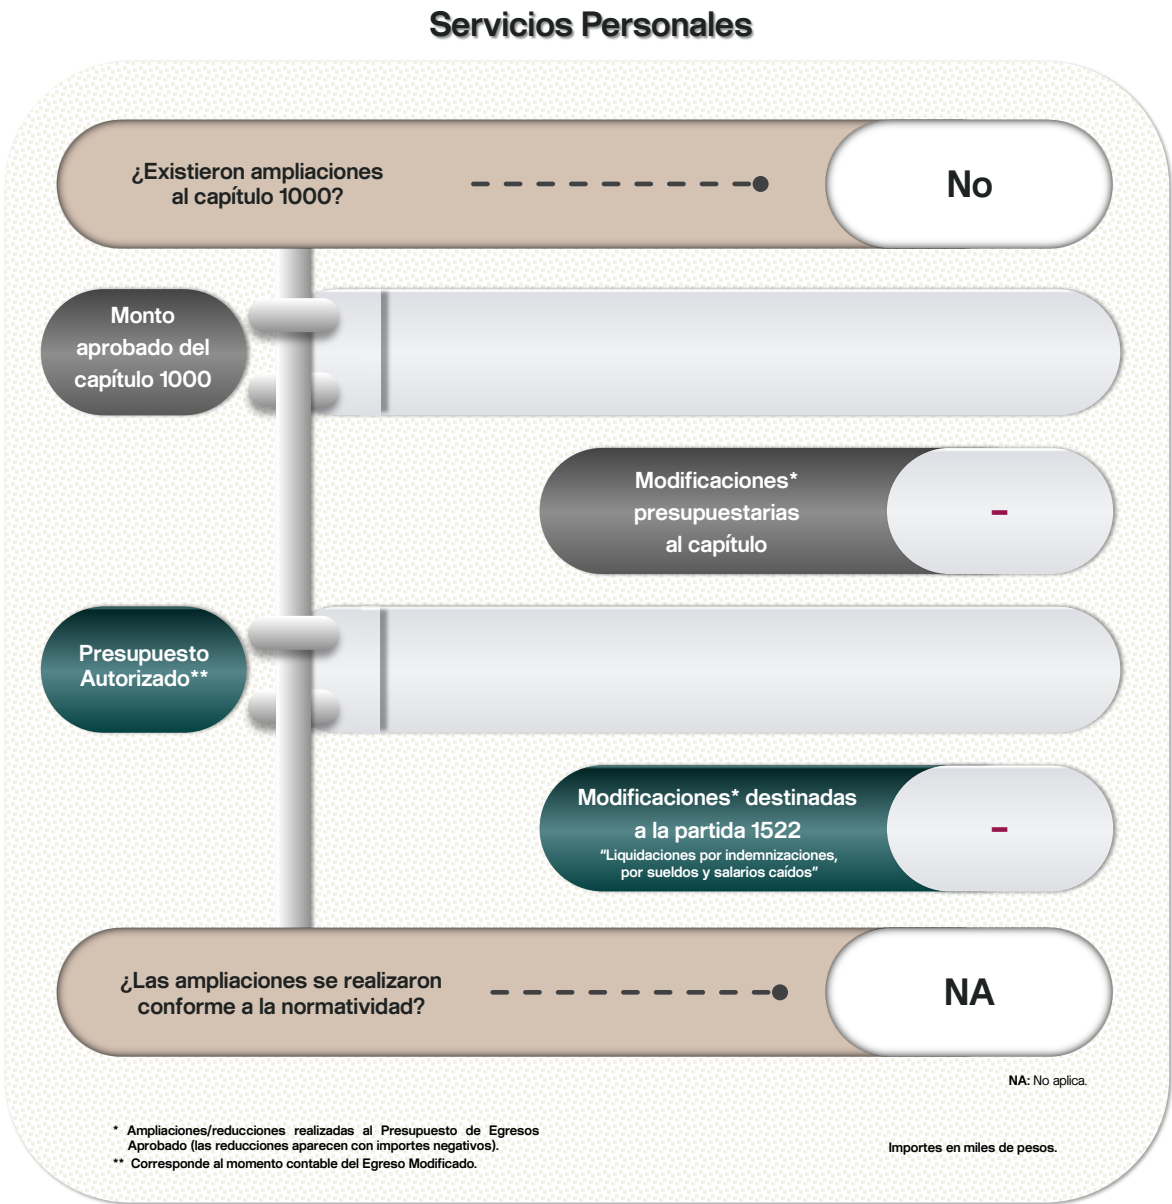 Servicios Personales
¿Existieron ampliaciones
al capítulo 1000?
No
Monto
aprobado del
capítulo 1000
Modificaciones*
presupuestarias
al capítulo
-
Presupuesto
Autorizado**
Modificaciones* destinadas
a la partida 1522
"Liquidaciones por indemnizaciones,
por sueldos y salarios caídos"
-
¿Las ampliaciones se realizaron
conforme a la normatividad?
NA
NA: No aplica.
* Ampliaciones/reducciones realizadas al Presupuesto de Egresos
Aprobado (las reducciones aparecen con importes negativos).
** Corresponde al momento contable del Egreso Modificado.
Importes en miles de pesos.